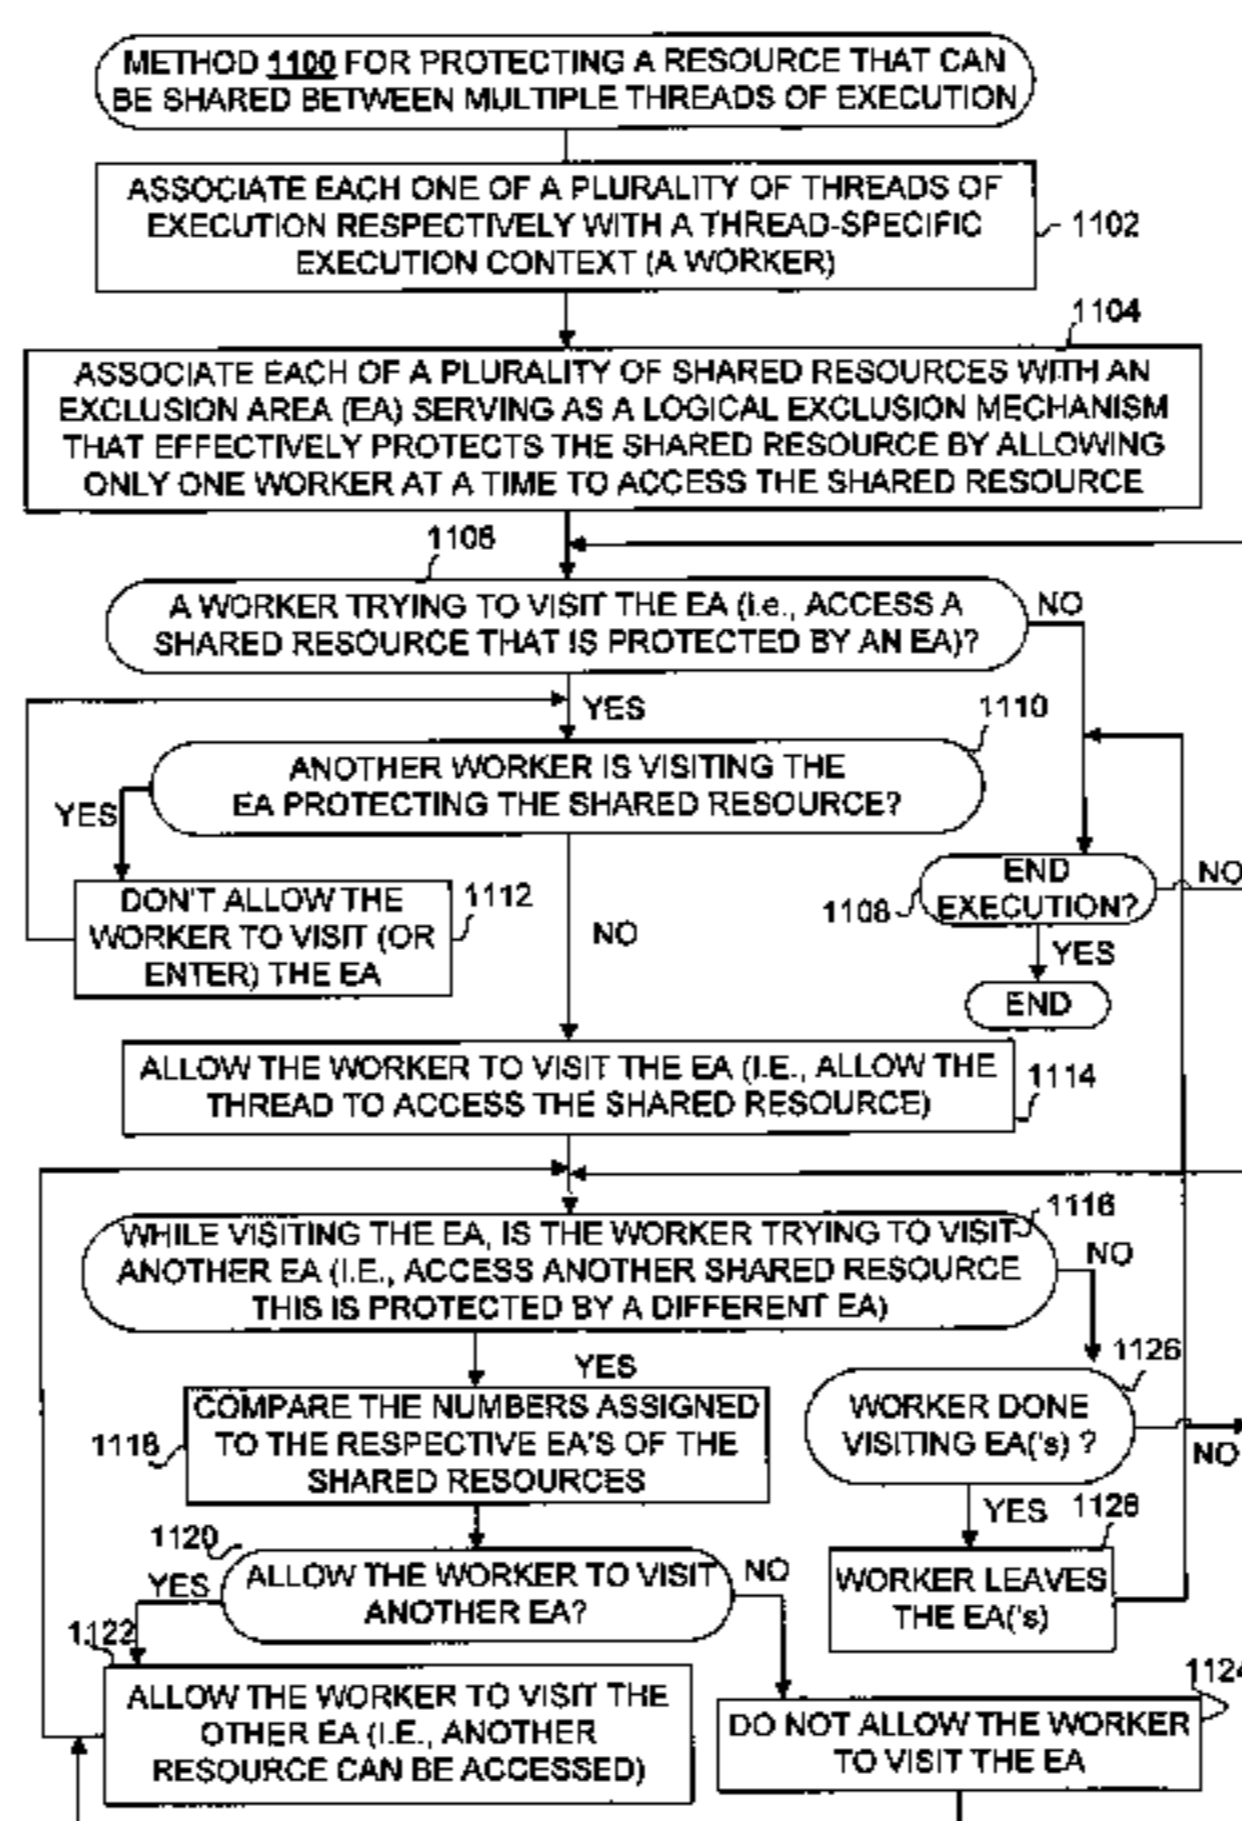 METHOD 1100 FOR PROTECTING A RESOURCE THAT CAN
BE SHARED BETWEEN MULTIPLE THREADS OF EXECUTION
ASSOCIATE EACH ONE OF A PLURALITY OF THREADS OF
EXECUTION RESPECTIVELY WITH A THREAD-SPECIFIC
EXECUTION CONTEXT (A WORKER)
1102
1104
ASSOCIATE EACH OF A PLURALITY OF SHARED RESOURCES WITH AN
EXCLUSION AREA (EA) SERVING AS A LOGICAL EXCLUSION MECHANISM
THAT EFFECTIVELY PROTECTS THE SHARED RESOURCE BY ALLOWING
ONLY ONE WORKER AT A TIME TO ACCESS THE SHARED RESOURCE
1106
A WORKER TRYING TO VISIT THE EA (i.e., ACCESS A
SHARED RESOURCE THAT IS PROTECTED BY AN EA)?
NO
YES
1110
ANOTHER WORKER IS VISITING THE
EA PROTECTING THE SHARED RESOURCE?
YES
DON'T ALLOW THE
WORKER TO VISIT (OR
ENTER) THE EA
1112
NO
END
EXECUTION?
1108
NO
YES
END
ALLOW THE WORKER TO VISIT THE EA (I.E., ALLOW THE
THREAD TO ACCESS THE SHARED RESOURCE)
1114
1116
WHILE VISITING THE EA, IS THE WORKER TRYING TO VISIT
ANOTHER EA (I.E., ACCESS ANOTHER SHARED RESOURCE
THIS IS PROTECTED BY A DIFFERENT EA)
NO
YES
1126
COMPARE THE NUMBERS ASSIGNED
TO THE RESPECTIVE EA'S OF THE
SHARED RESOURCES
1118
WORKER DONE
VISITING EA('s) ?
NO
YES
1128
1120
ALLOW THE WORKER TO VISIT
ANOTHER EA?
YES
NO
WORKER LEAVES
THE EA('s)
1122
ALLOW THE WORKER TO VISIT THE
OTHER EA (I.E., ANOTHER
RESOURCE CAN BE ACCESSED)
1124
DO NOT ALLOW THE WORKER
TO VISIT THE EA